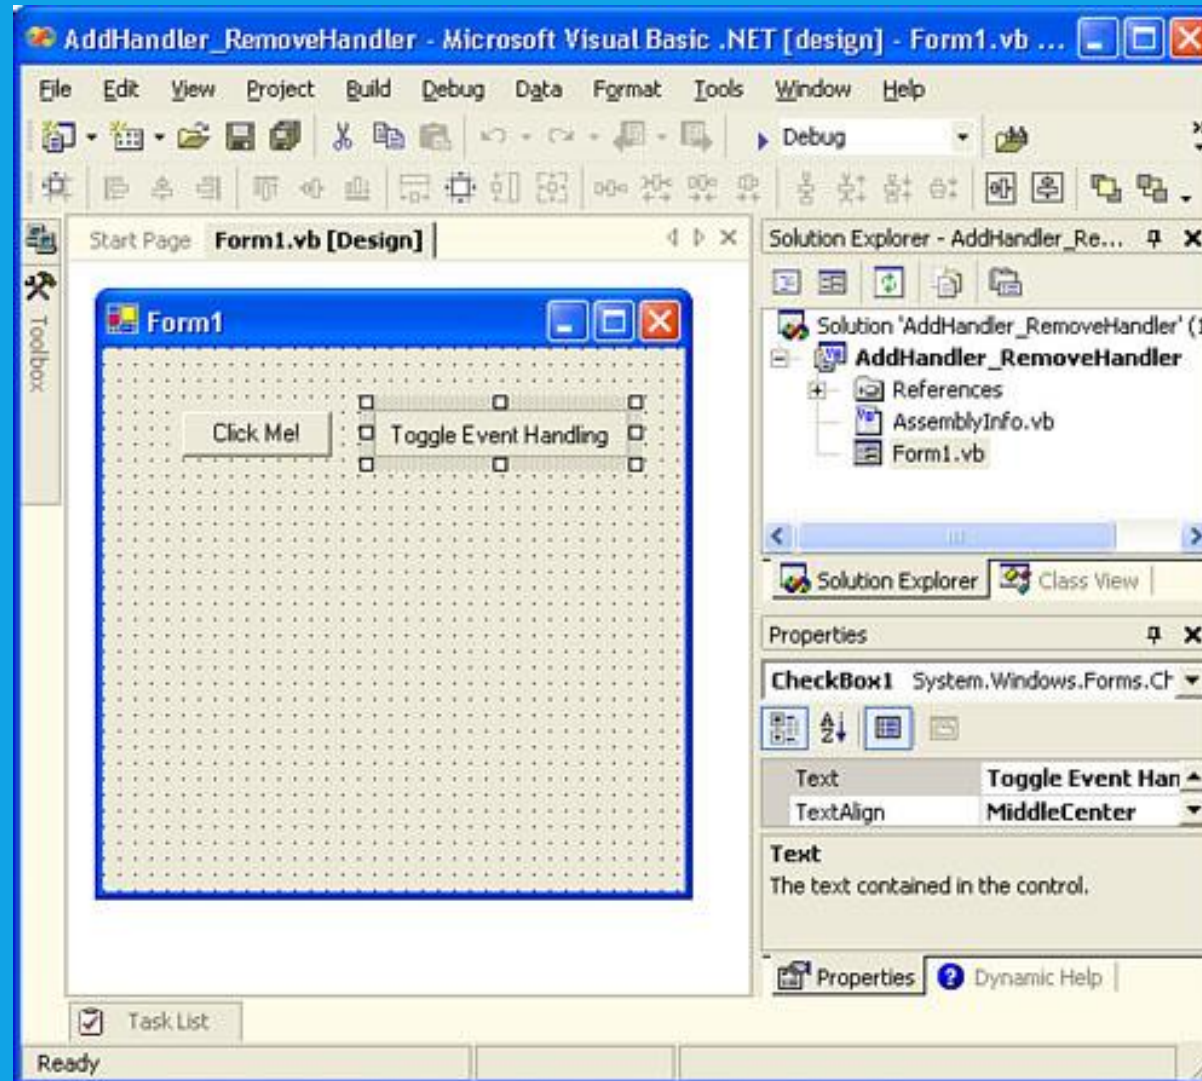 AddHandler_RemoveHandler - Microsoft Visual Basic .NET [design] - Form1.vb ...
File Edit View Project Build Debug Data Format Tools Window Help
Debug
Toolbox
Start Page Form1.vb [Design]
Form1
Click Me!
Toggle Event Handling
Solution Explorer - AddHandler_Re...
Solution 'AddHandler_RemoveHandler' (1
AddHandler_RemoveHandler
References
AssemblyInfo.vb
Form1.vb
Solution Explorer Class View
Properties
CheckBox1 System.Windows.Forms.Ch
Text Toggle Event Han
TextAlign MiddleCenter
Text
The text contained in the control.
Properties Dynamic Help
Task List
Ready